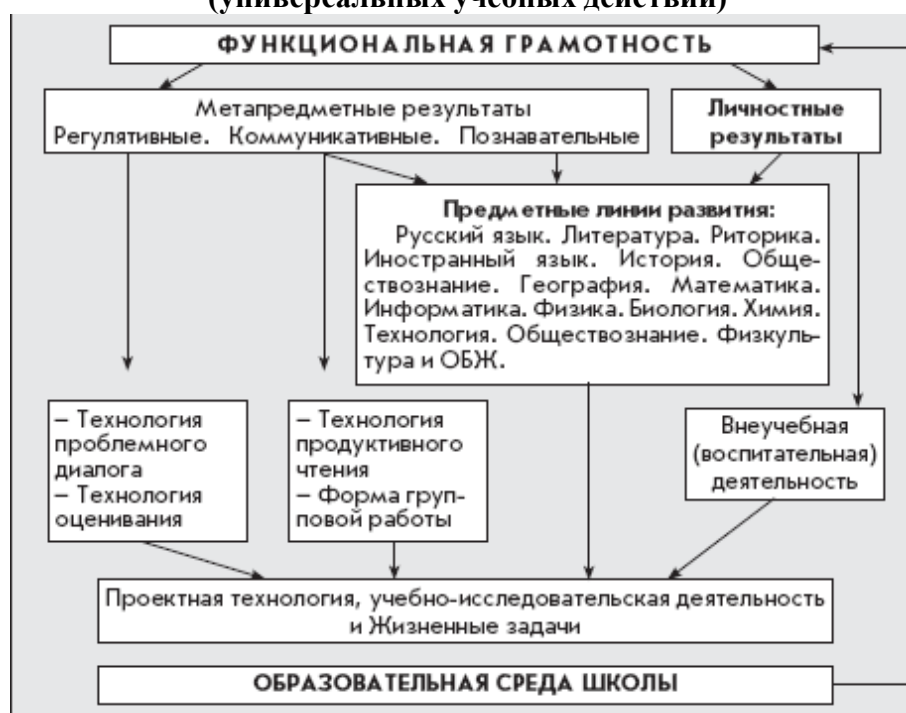 (универсальных учебных действий)
ФУНКЦИОНАЛЬНАЯ ГРАМОТНОСТЬ
Метапредметные результаты
Регулятивные. Коммуникативные. Познавательные
Личностные
результаты
Предметные линии развития:
Русский язык. Литература. Риторика.
Иностранный язык. История. Обще-
ствознание. География. Математика.
Информатика. Физика. Биология. Химия.
Технология. Обществознание. Физкуль-
тура и ОБЖ.
– Технология
проблемного
диалога
– Технология
оценивания
– Технология
продуктивного
чтения
– Форма груп-
повой работы
Внеучебная
(воспитательная)
деятельность
Проектная технология, учебно-исследовательская деятельность
и Жизненные задачи
ОБРАЗОВАТЕЛЬНАЯ СРЕДА ШКОЛЫ